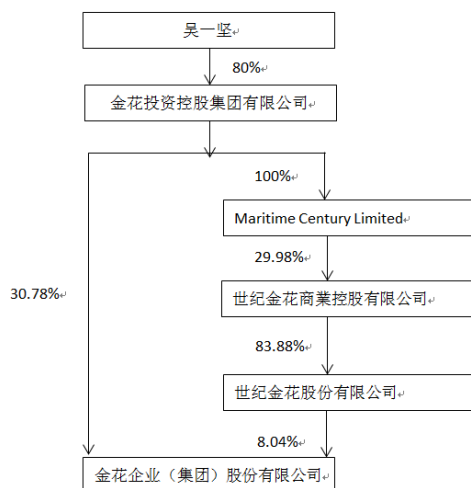 吴一坚
80%
金花投资控股集团有限公司
100%
Maritime Century Limited
29.98%
30.78%
世纪金花商業控股有限公司
83.88%
世纪金花股份有限公司
8.04%
金花企业（集团）股份有限公司